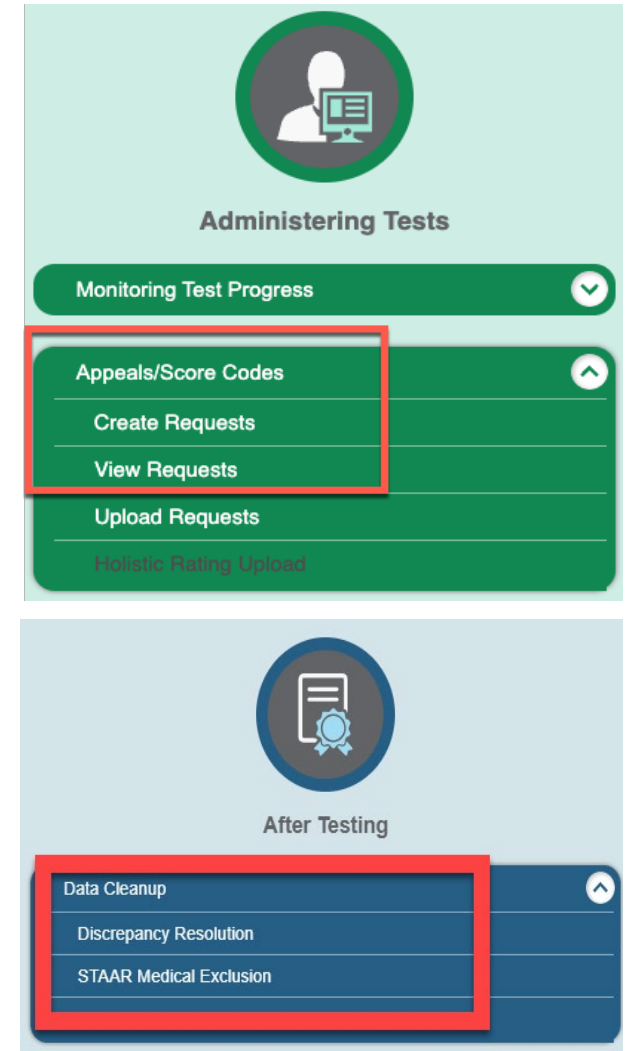 Administering Tests
Monitoring Test Progress
Appeals/Score Codes
Create Requests
View Requests
Upload Requests
Holistic Rating Upload
After Testing
Data Cleanup
Discrepancy Resolution
STAAR Medical Exclusion